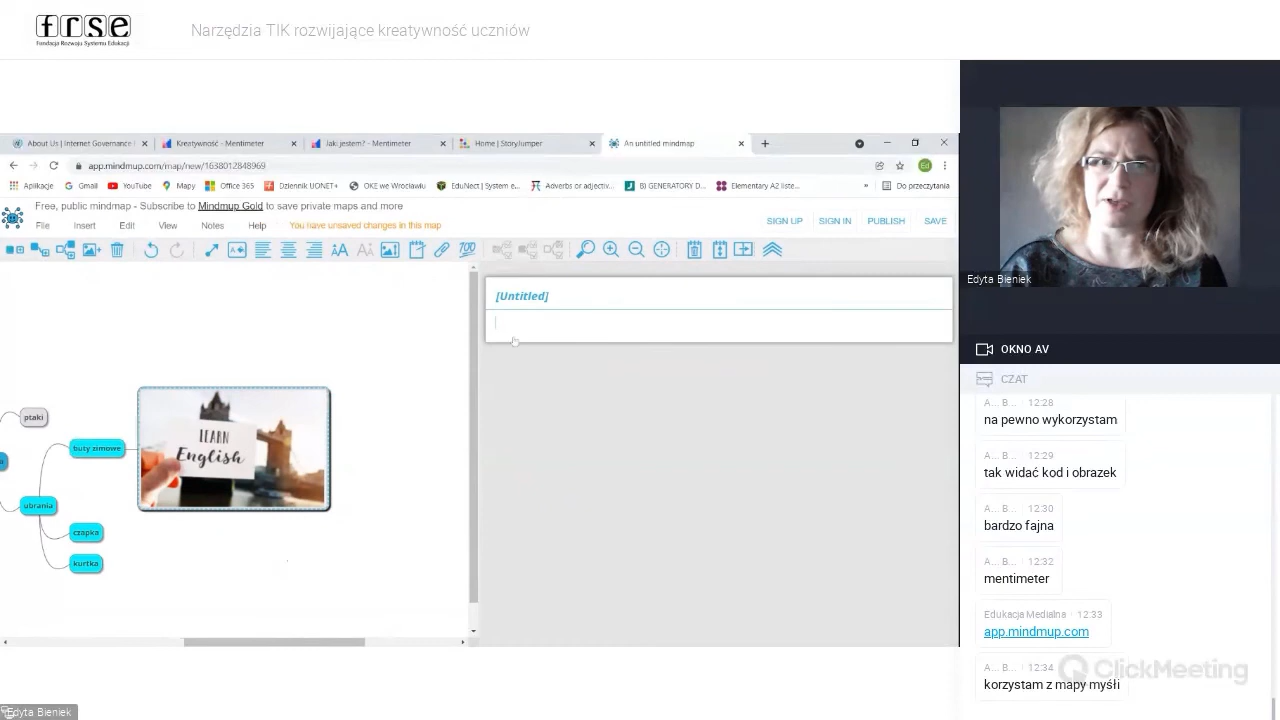 frse
Fundacja Rozwoju Systemu Edukacji
Narzędzia TIK rozwijające kreatywność uczniów
About Us | Internet Governance
Kreatywność - Mentimeter
Jaki jestem? - Mentimeter
Home | StoryJumper
An untitled mindmap
app.mindmup.com/map/new/1638012848969
Ed
Aplikacje
Gmail
YouTube
Mapy
Office 365
Dziennik UONET+
OKE we Wrocławiu
EduNect | System e...
Adverbs or adjectiv...
B) GENERATORY D...
Elementary A2 liste...
»
Do przeczytania
Free, public mindmap - Subscribe to Mindmup Gold to save private maps and more
File
Insert
Edit
View
Notes
Help
You have unsaved changes in this map
SIGN UP
SIGN IN
PUBLISH
SAVE
[Untitled]
ptaki
buty zimowe
ubrania
czapka
kurtka
LEARN
English
Edyta Bieniek
OKNO AV
CZAT
A... B... 12:28
na pewno wykorzystam
A... B... 12:29
tak widać kod i obrazek
A... B... 12:30
bardzo fajna
A... B... 12:32
mentimeter
Edukacja Medialna 12:33
app.mindmup.com
A... B... 12:34
korzystam z mapy myśli
ClickMeeting
Edyta Bieniek